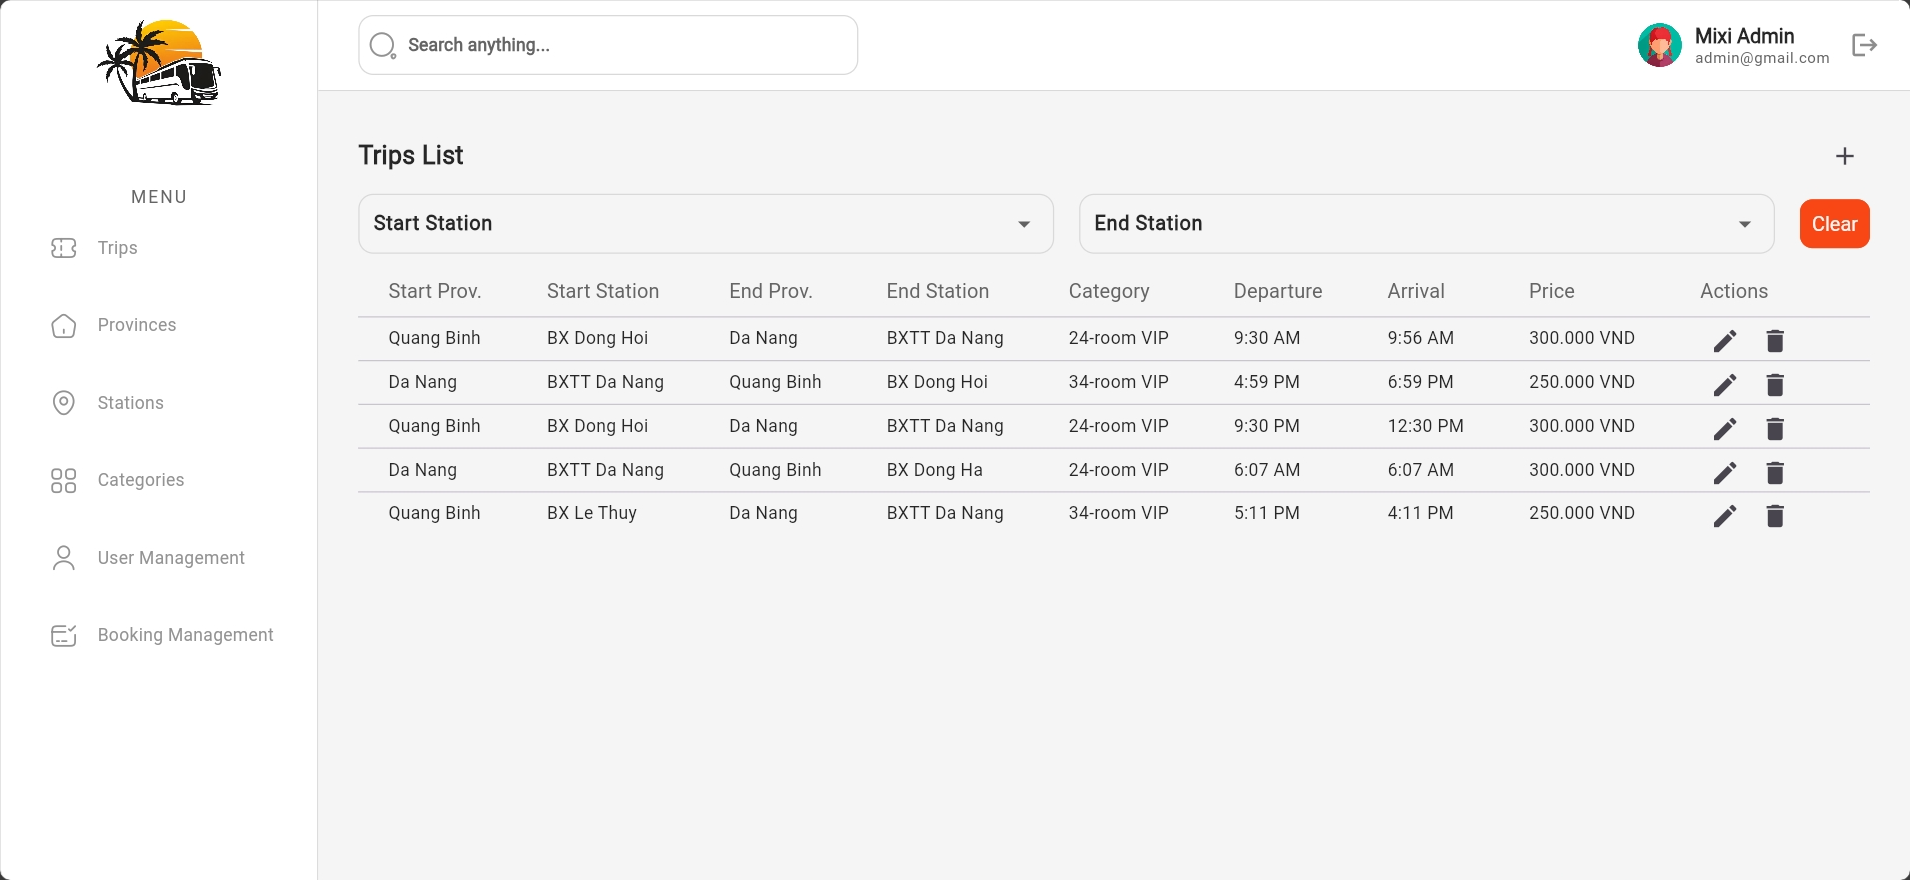 Search anything...
Mixi Admin
admin@gmail.com
MENU
Trips
Provinces
Stations
Categories
User Management
Booking Management
Trips List
Start Station
End Station
Clear
Start Prov. Start Station End Prov. End Station Category Departure Arrival Price Actions
Quang Binh BX Dong Hoi Da Nang BXTT Da Nang 24-room VIP 9:30 AM 9:56 AM 300.000 VND
Da Nang BXTT Da Nang Quang Binh BX Dong Hoi 34-room VIP 4:59 PM 6:59 PM 250.000 VND
Quang Binh BX Dong Hoi Da Nang BXTT Da Nang 24-room VIP 9:30 PM 12:30 PM 300.000 VND
Da Nang BXTT Da Nang Quang Binh BX Dong Ha 24-room VIP 6:07 AM 6:07 AM 300.000 VND
Quang Binh BX Le Thuy Da Nang BXTT Da Nang 34-room VIP 5:11 PM 4:11 PM 250.000 VND